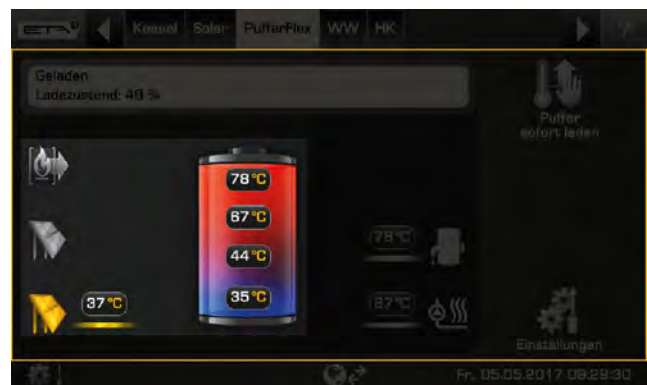 ETA
Kessel Solar PufferFlex WW HK
Geladen
Ladezustand: 48 %
Puffer
sofort laden
78°C
67°C
78°C
44°C
37°C
35°C
67°C
Einstellungen
Fr. 05.05.2017 09:29:30